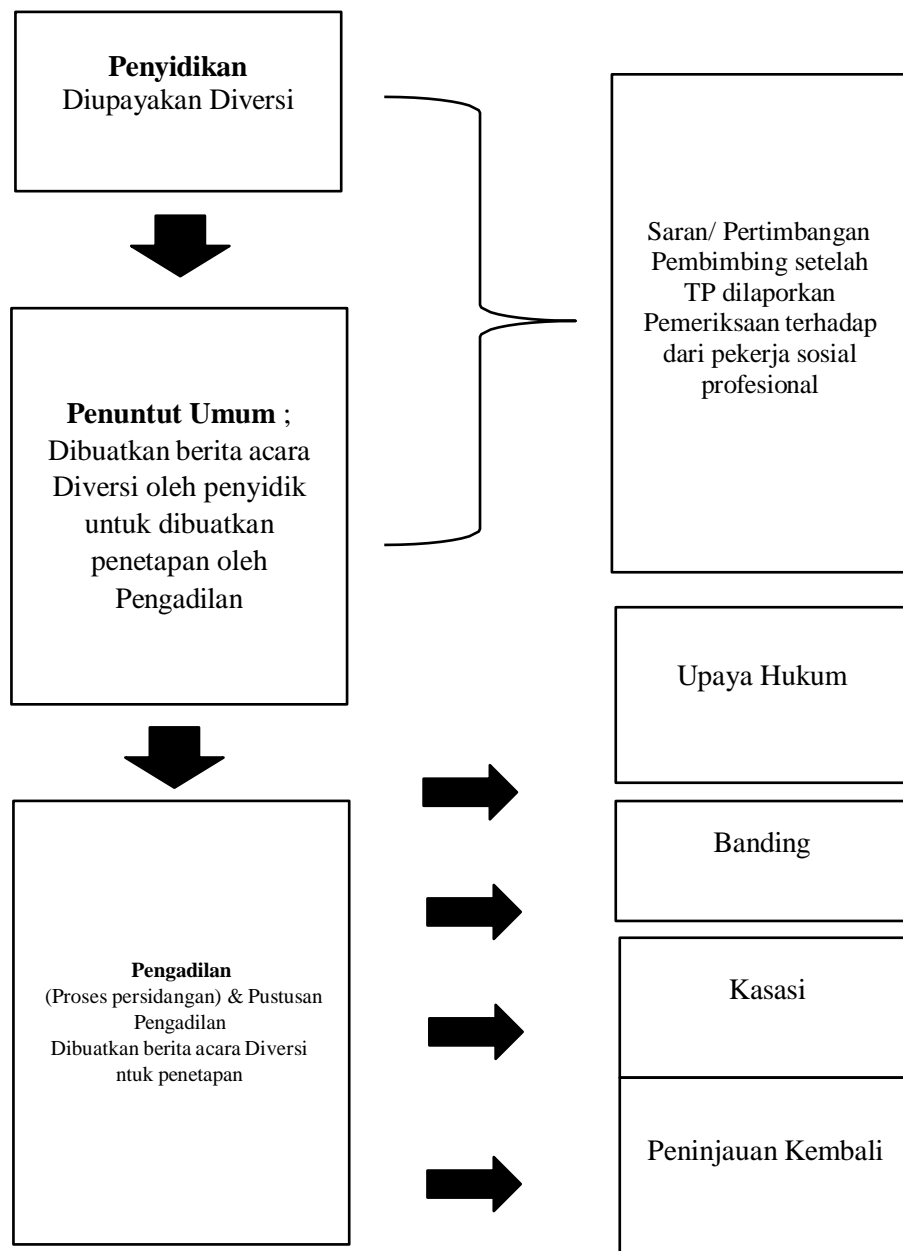 Penyidikan
Diupayakan Diversi
Saran/ Pertimbangan
Pembimbing setelah
TP dilaporkan
Pemeriksaan terhadap
dari pekerja sosial
profesional
Penuntut Umum ;
Dibuatkan berita acara
Diversi oleh penyidik
untuk dibuatkan
penetapan oleh
Pengadilan
Upaya Hukum
Banding
Pengadilan
(Proses persidangan) & Pustusan
Pengadilan
Dibuatkan berita acara Diversi
ntuk penetapan
Kasasi
Peninjauan Kembali